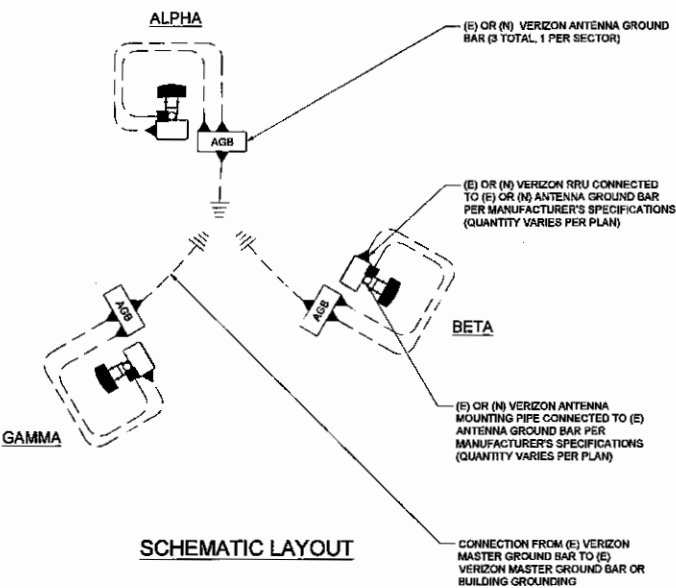 ALPHA
(E) OR (N) VERIZON ANTENNA GROUND
BAR (3 TOTAL, 1 PER SECTOR)
AGB
(E) OR (N) VERIZON RRU CONNECTED
TO (E) OR (N) ANTENNA GROUND BAR
PER MANUFACTURER'S SPECIFICATIONS
(QUANTITY VARIES PER PLAN)
AGB
AGB
BETA
GAMMA
(E) OR (N) VERIZON ANTENNA
MOUNTING PIPE CONNECTED TO (E)
ANTENNA GROUND BAR PER
MANUFACTURER'S SPECIFICATIONS
(QUANTITY VARIES PER PLAN)
SCHEMATIC LAYOUT
CONNECTION FROM (E) VERIZON
MASTER GROUND BAR TO (E)
VERIZON MASTER GROUND BAR OR
BUILDING GROUNDING